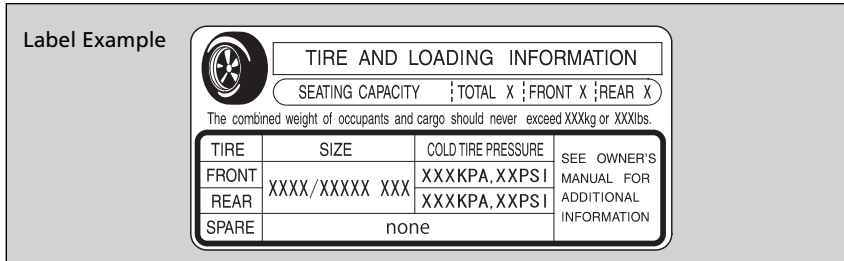 Label Example
TIRE AND LOADING INFORMATION
SEATING CAPACITY TOTAL X FRONT X REAR X
The combined weight of occupants and cargo should never exceed XXXkg or XXXlbs.
TIRE SIZE COLD TIRE PRESSURE
FRONT XXXX/XXXXX XXX XXXKPA,XXPSI
REAR XXXKPA,XXPSI
SPARE none
SEE OWNER'S
MANUAL FOR
ADDITIONAL
INFORMATION